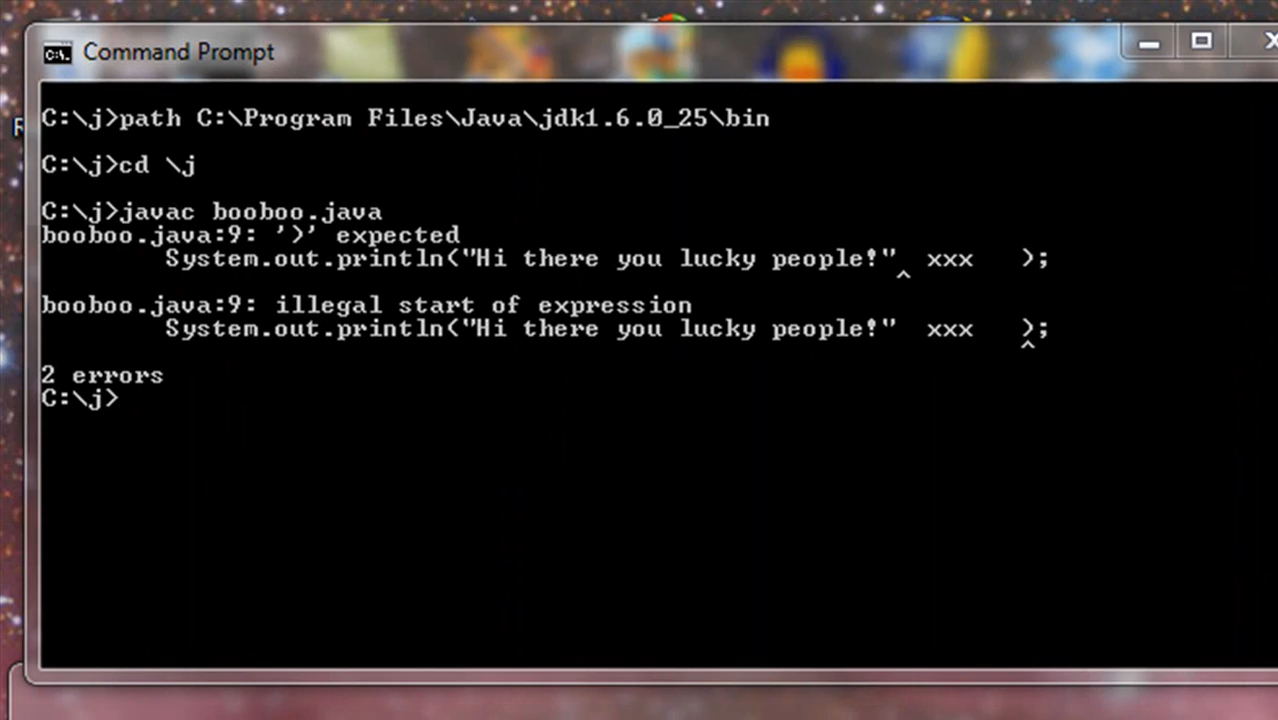 Command Prompt
C:\j>path C:\Program Files\Java\jdk1.6.0_25\bin
C:\j>cd \j
C:\j>javac booboo.java
booboo.java:9: ')' expected
System.out.println("Hi there you lucky people!"  xxx   );
^
booboo.java:9: illegal start of expression
System.out.println("Hi there you lucky people!"  xxx   );
^
2 errors
C:\j>